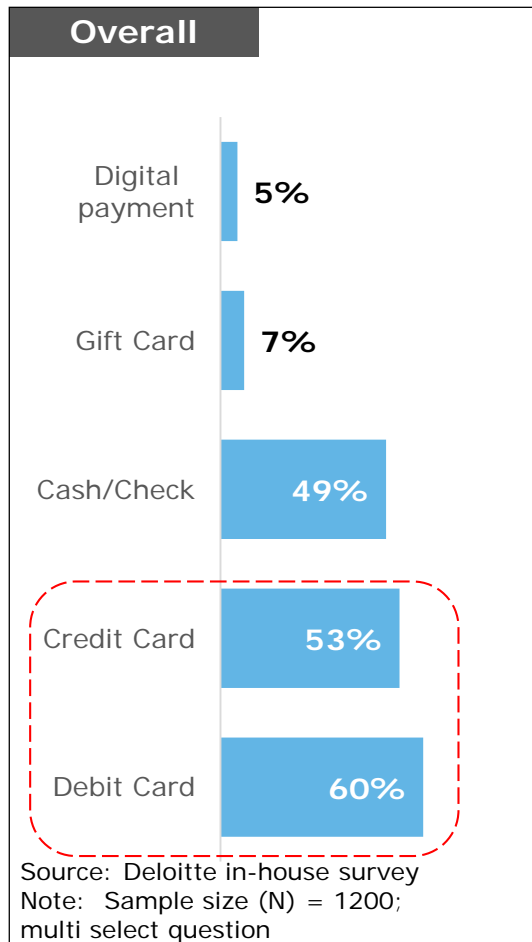 Overall
Digital
payment
5%
Gift Card
7%
Cash/Check
49%
Credit Card
53%
Debit Card
60%
Source: Deloitte in-house survey
Note: Sample size (N) = 1200;
multi select question